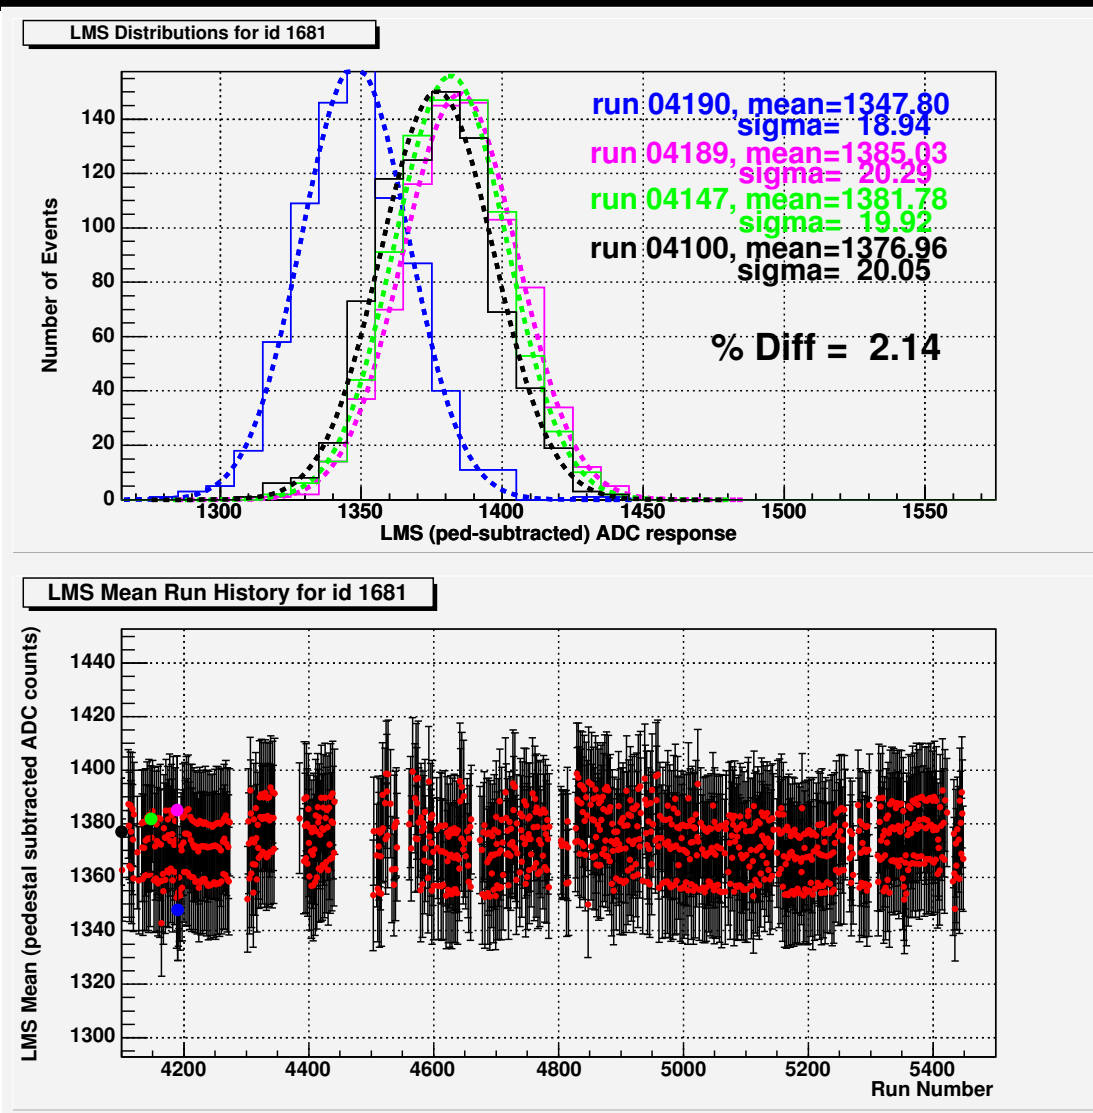 LMS Distributions for id 1681
Number of Events
140
120
100
80
60
40
20
0
run 04190, mean=1347.80
sigma= 18.94
run 04189, mean=1385.03
sigma= 20.29
run 04147, mean=1381.78
sigma= 19.92
run 04100, mean=1376.96
sigma= 20.05
% Diff = 2.14
1300 1350 1400 1450 1500 1550
LMS (ped-subtracted) ADC response
LMS Mean Run History for id 1681
LMS Mean (pedestal subtracted ADC counts)
1440
1420
1400
1380
1360
1340
1320
1300
4200 4400 4600 4800 5000 5200 5400
Run Number